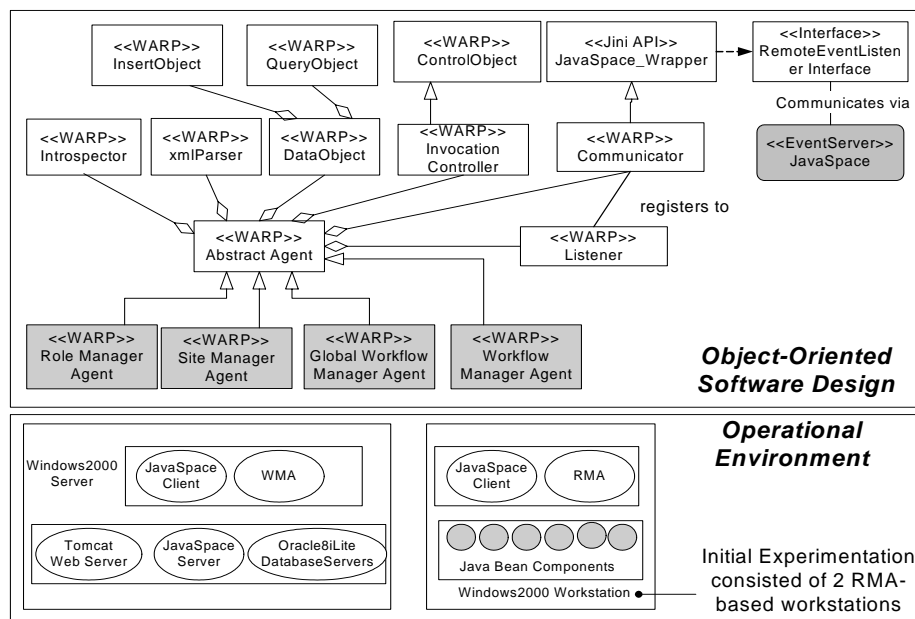 <<WARP>>
InsertObject
<<WARP>>
QueryObject
<<WARP>>
ControlObject
<<Jini API>>
JavaSpace_Wrapper
<<Interface>>
RemoteEventListen
er Interface
Communicates via
<<EventServer>>
JavaSpace
<<WARP>>
Introspector
<<WARP>>
xmlParser
<<WARP>>
DataObject
<<WARP>>
Invocation
Controller
<<WARP>>
Communicator
registers to
<<WARP>>
Abstract Agent
<<WARP>>
Listener
<<WARP>>
Role Manager
Agent
<<WARP>>
Site Manager
Agent
<<WARP>>
Global Workflow
Manager Agent
<<WARP>>
Workflow
Manager Agent
Object-Oriented
Software Design
Operational
Environment
Windows2000
Server
JavaSpace
Client
WMA
Tomcat
Web Server
JavaSpace
Server
Oracle8iLite
DatabaseServers
JavaSpace
Client
RMA
Java Bean Components
Windows2000 Workstation
Initial Experimentation
consisted of 2 RMA-
based workstations